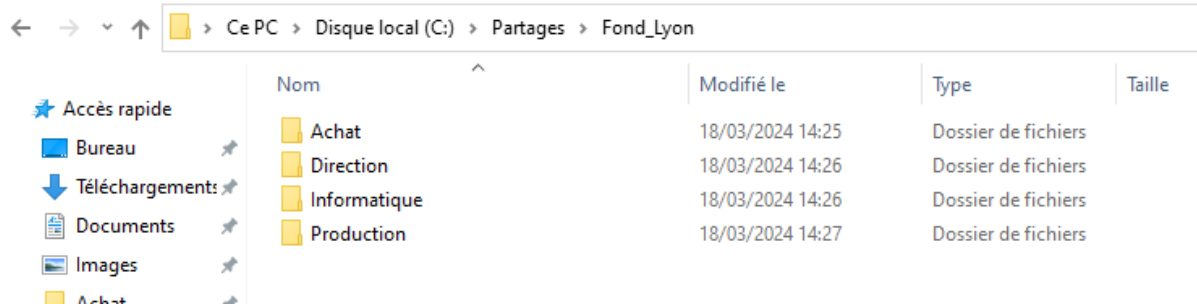 Ce PC > Disque local (C:) > Partages > Fond_Lyon
Nom Modifié le Type Taille
Accès rapide
Bureau
Téléchargements
Documents
Images
Achat
Achat 18/03/2024 14:25 Dossier de fichiers
Direction 18/03/2024 14:26 Dossier de fichiers
Informatique 18/03/2024 14:26 Dossier de fichiers
Production 18/03/2024 14:27 Dossier de fichiers